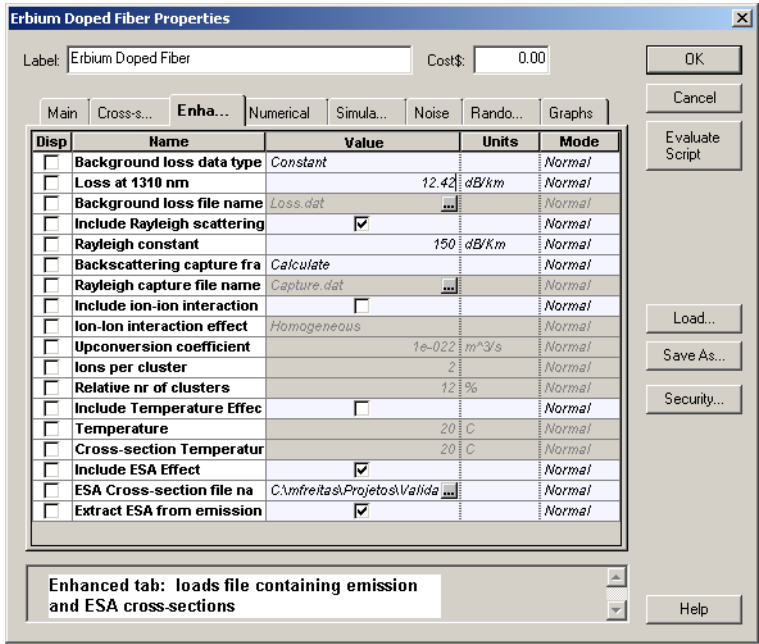 Erbium Doped Fiber Properties
Label: Erbium Doped Fiber Cost$: 0.00 OK
Cancel
Main Cross-s... Enha... Numerical Simula... Noise Rando... Graphs
Evaluate Script
Disp Name Value Units Mode
Background loss data type Constant Normal
Loss at 1310 nm 12.42 dB/km Normal
Background loss file name Loss.dat ... Normal
Include Rayleigh scattering Normal
Rayleigh constant 150 dB/Km Normal
Backscattering capture fra Calculate Normal
Rayleigh capture file name Capture.dat ... Normal
Include ion-ion interaction Normal
Ion-Ion interaction effect Homogeneous Normal
Upconversion coefficient 1e-022 m^3/s Normal
Ions per cluster 2 Normal
Relative nr of clusters 12 % Normal
Include Temperature Effec Normal
Temperature 20 C Normal
Cross-section Temperatur 20 C Normal
Include ESA Effect Normal
ESA Cross-section file na C:\mfreitas\Projetos\Valida ... Normal
Extract ESA from emission Normal
Load...
Save As...
Security...
Enhanced tab: loads file containing emission
and ESA cross-sections
Help